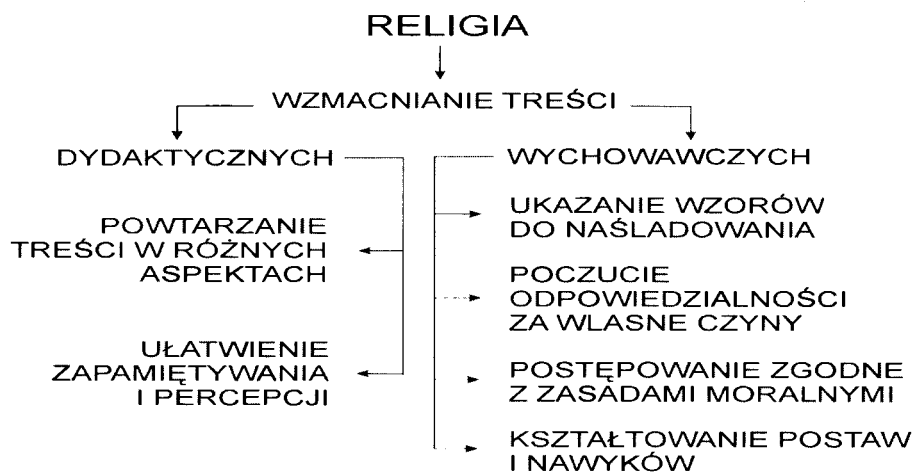 RELIGIA
WZMACNIANIE TREŚCI
DYDAKTYCZNYCH
POWTARZANIE
TREŚCI W RÓŻNYCH
ASPEKTACH
UŁATWIENIE
ZAPAMIĘTYWANIA
I PERCEPCJI
WYCHOWAWCZYCH
UKAZANIE WZORÓW
DO NAŚLADOWANIA
POCZUCIE
ODPOWIEDZIALNOŚCI
ZA WLASNE CZYNY
POSTĘPOWANIE ZGODNE
Z ZASADAMI MORALNYMI
KSZTAŁTOWANIE POSTAW
I NAWYKÓW